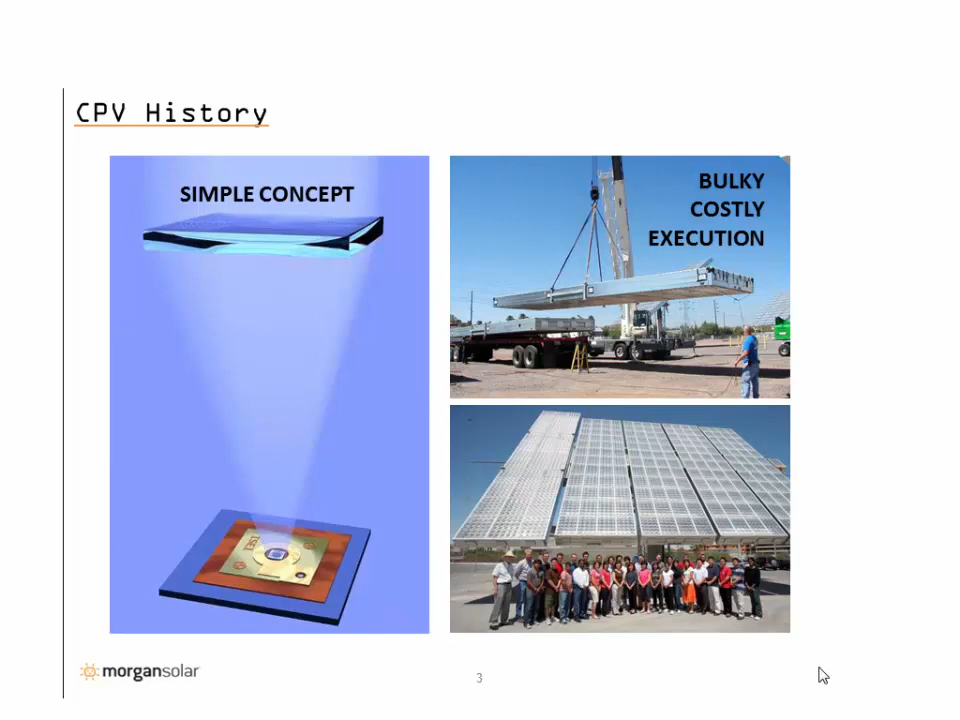 CPV History
SIMPLE CONCEPT
BULKY
COSTLY
EXECUTION
morgansolar
3